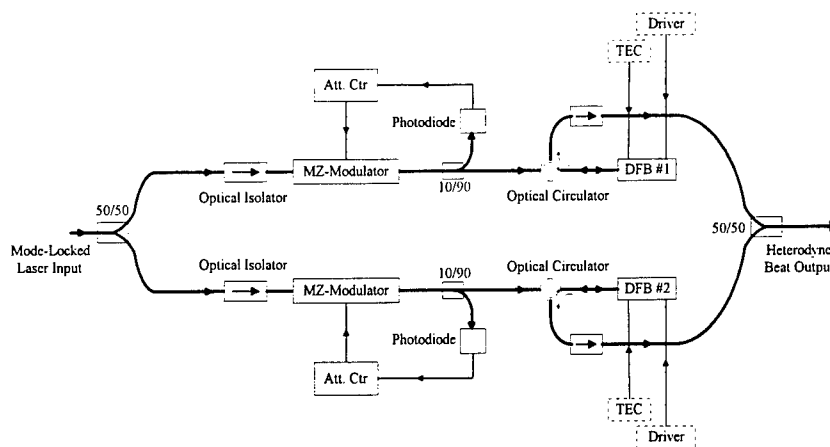 Driver
TEC
Att. Ctr
Photodiode
MZ-Modulator
DFB #1
Optical Isolator
10/90
Optical Circulator
50/50
50/50
Mode-Locked
Laser Input
Heterodyne
Beat Output
Optical Isolator
10/90
Optical Circulator
MZ-Modulator
DFB #2
Photodiode
Att. Ctr
TEC
Driver